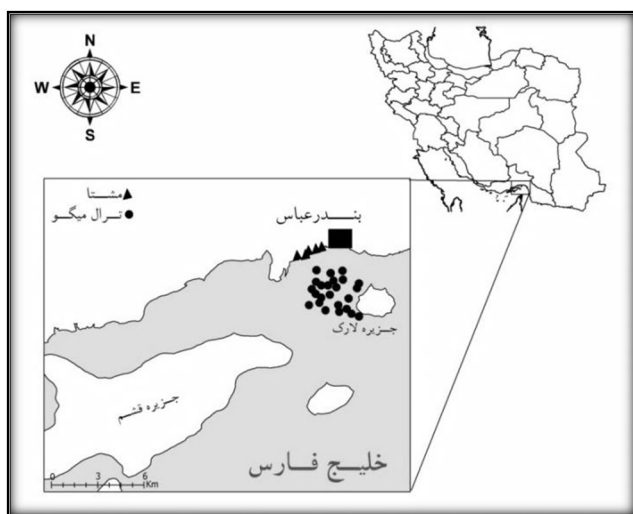 N
W
E
S
مشتا
ترال میگو
بندرعباس
جزیره لارک
جزیره قشم
خلیج فارس
0 3 6
Km